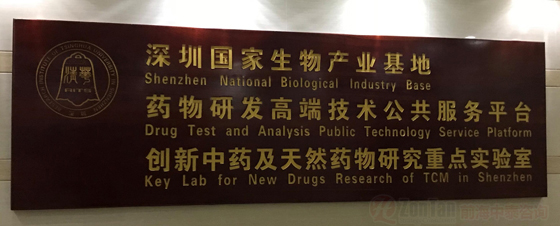 深圳国家生物产业基地
Shenzhen National Biological Industry Base
药物研发高端技术公共服务平台
Drug Test and Analysis Public Technology Service Platform
创新中药及天然药物研究重点实验室
Key Lab for New Drugs Research of TCM in Shenzhen